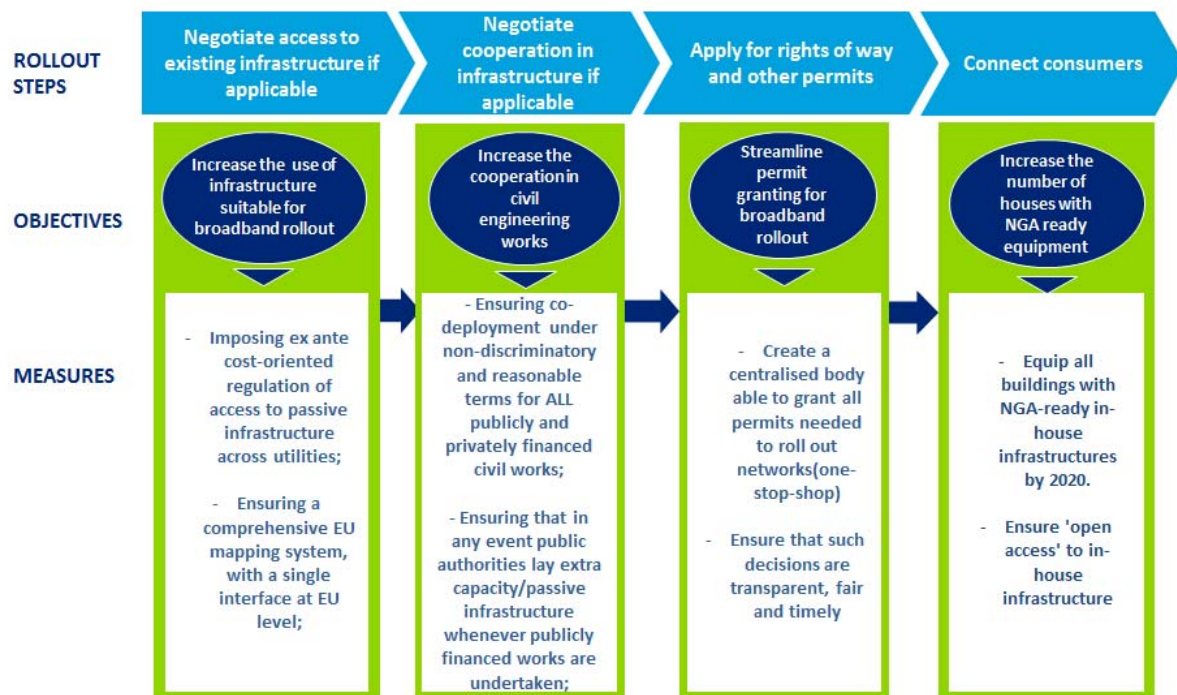 ROLLOUT
STEPS
Negotiate access to
existing infrastructure if
applicable
Negotiate
cooperation in
infrastructure if
applicable
Apply for rights of way
and other permits
Connect consumers
OBJECTIVES
Increase the use of
infrastructure
suitable for
broadband rollout
Increase the
cooperation in
civil
engineering
works
Streamline
permit
granting for
broadband
rollout
Increase the
number of
houses with
NGA ready
equipment
MEASURES
- Imposing ex ante
cost-oriented
regulation of
access to passive
infrastructure
across utilities;
- Ensuring a
comprehensive EU
mapping system,
with a single
interface at EU
level;
- Ensuring co-
deployment under
non-discriminatory
and reasonable
terms for ALL
publicly and
privately financed
civil works;
- Ensuring that in
any event public
authorities lay extra
capacity/passive
infrastructure
whenever publicly
financed works are
undertaken;
- Create a
centralised body
able to grant all
permits needed
to roll out
networks(one-
stop-shop)
- Ensure that such
decisions are
transparent, fair
and timely
- Equip all
buildings with
NGA-ready in-
house
infrastructures
by 2020.
- Ensure 'open
access' to in-
house
infrastructure